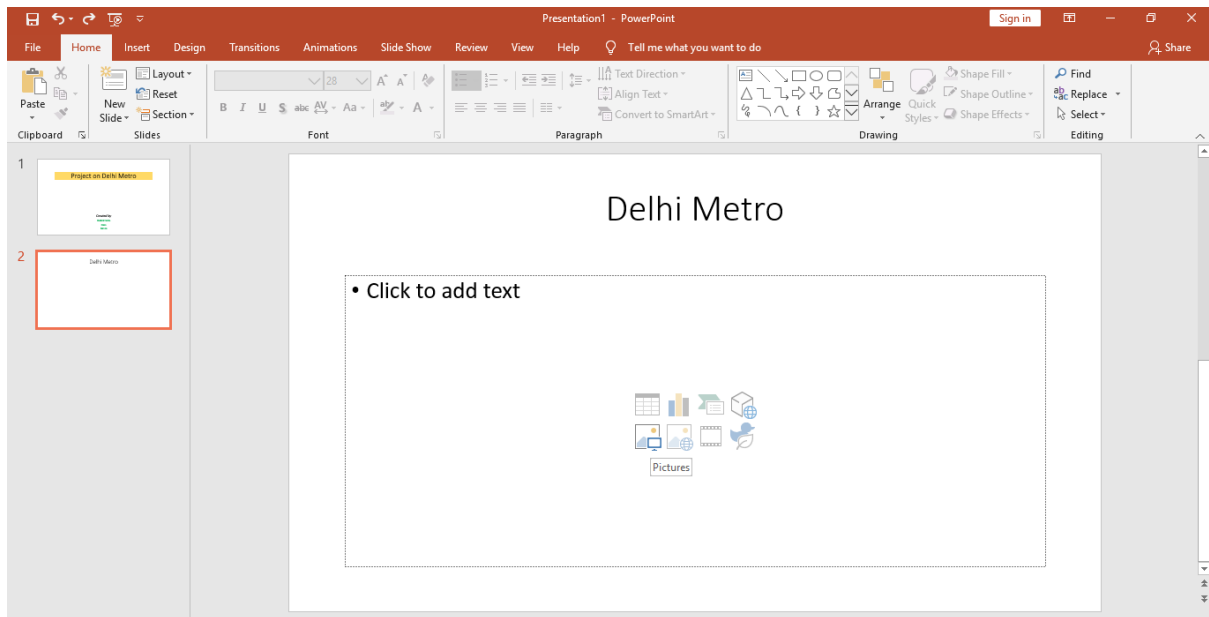 Presentation1 - PowerPoint
Sign in
File Home Insert Design Transitions Animations Slide Show Review View Help Tell me what you want to do
Share
Paste
Clipboard
New
Slide
Layout
Reset
Section
Slides
28
B I U S abc AV Aa A
Font
Text Direction
Align Text
Convert to SmartArt
Paragraph
Arrange
Quick
Styles
Shape Fill
Shape Outline
Shape Effects
Drawing
Find
Replace
Select
Editing
1
Project on Delhi Metro
2
Delhi Metro
Delhi Metro
• Click to add text
Pictures